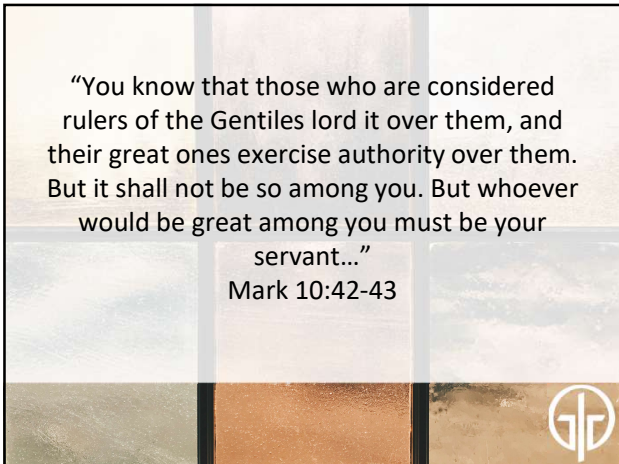 “You know that those who are considered
rulers of the Gentiles lord it over them, and
their great ones exercise authority over them.
But it shall not be so among you. But whoever
would be great among you must be your
servant…”
Mark 10:42-43